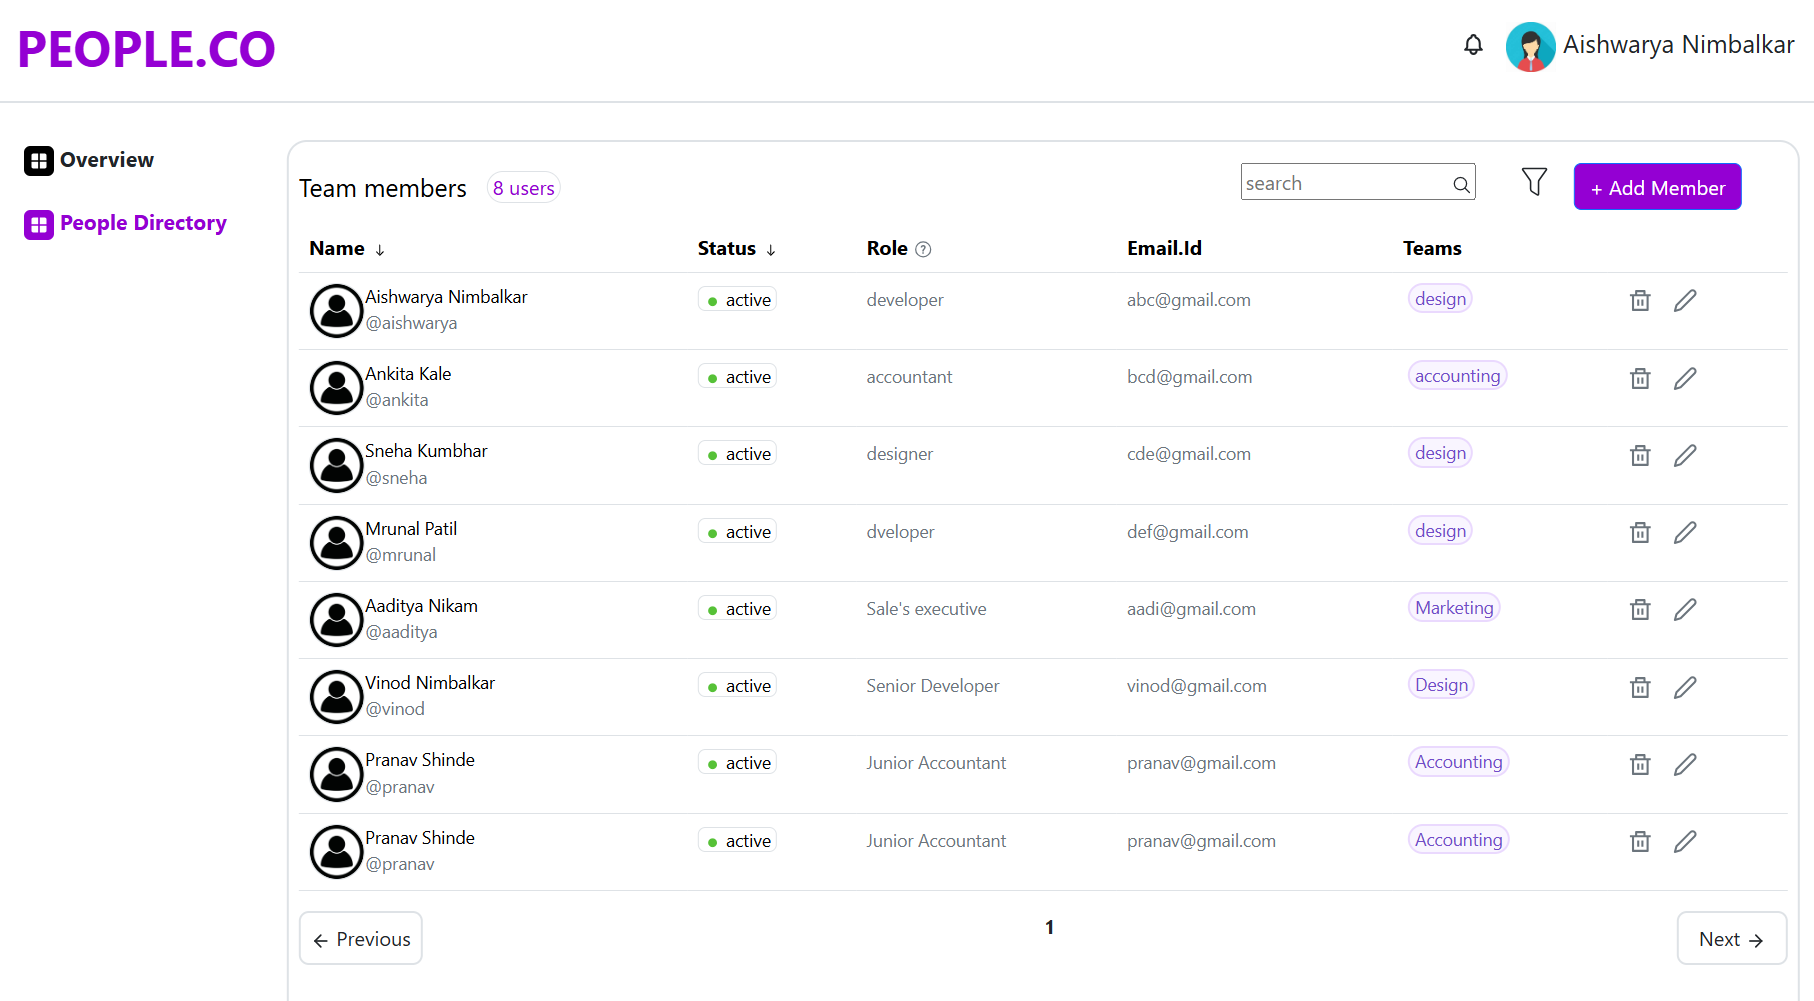 PEOPLE.CO
Aishwarya Nimbalkar
Overview
People Directory
Team members 8 users
search
+ Add Member
Name ↓ Status ↓ Role ? Email.Id Teams
Aishwarya Nimbalkar active developer abc@gmail.com design
@aishwarya
Ankita Kale active accountant bcd@gmail.com accounting
@ankita
Sneha Kumbhar active designer cde@gmail.com design
@sneha
Mrunal Patil active dveloper def@gmail.com design
@mrunal
Aaditya Nikam active Sale's executive aadi@gmail.com Marketing
@aaditya
Vinod Nimbalkar active Senior Developer vinod@gmail.com Design
@vinod
Pranav Shinde active Junior Accountant pranav@gmail.com Accounting
@pranav
Pranav Shinde active Junior Accountant pranav@gmail.com Accounting
@pranav
← Previous 1 Next →